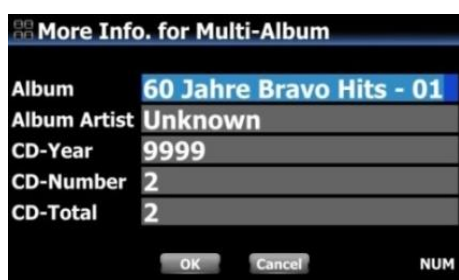 More Info. for Multi-Album
Album 60 Jahre Bravo Hits - 01
Album Artist Unknown
CD-Year 9999
CD-Number 2
CD-Total 2
OK Cancel NUM